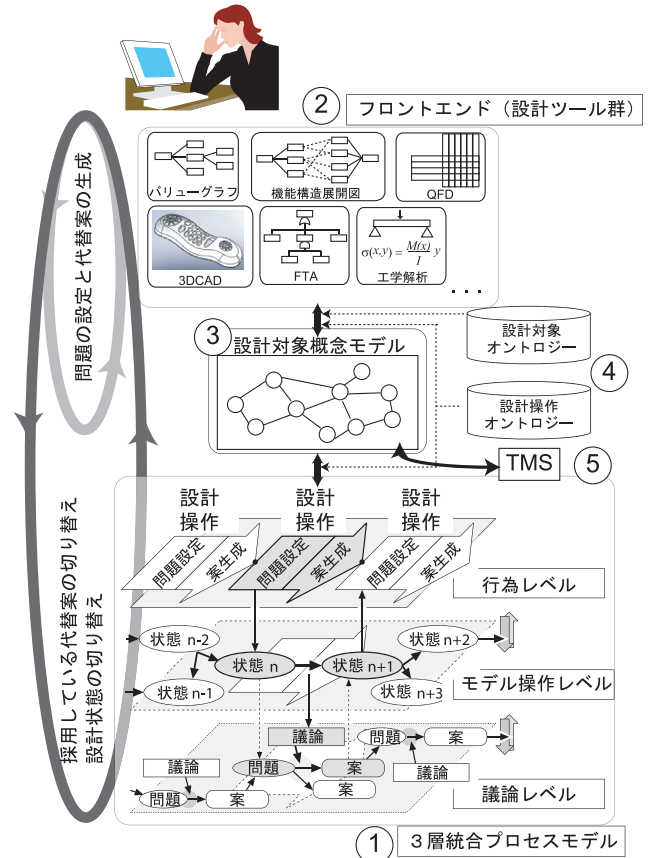 ② フロントエンド（設計ツール群）
バリューグラフ
機能構造展開図
QFD
3DCAD
FTA
σ(x,y) = M(x) / I y
工学解析
・・・
問題の設定と代替案の生成
③ 設計対象概念モデル
設計対象
オントロジー
④
設計操作
オントロジー
TMS
⑤
採用している代替案の切り替え
設計状態の切り替え
設計
操作
設計
操作
設計
操作
問題設定
案生成
問題設定
案生成
問題設定
案生成
行為レベル
状態 n-2
状態 n-1
状態 n
状態 n+1
状態 n+2
状態 n+3
モデル操作レベル
議論
問題
案
議論
問題
案
案
問題
案
議論
議論レベル
① ３層統合プロセスモデル